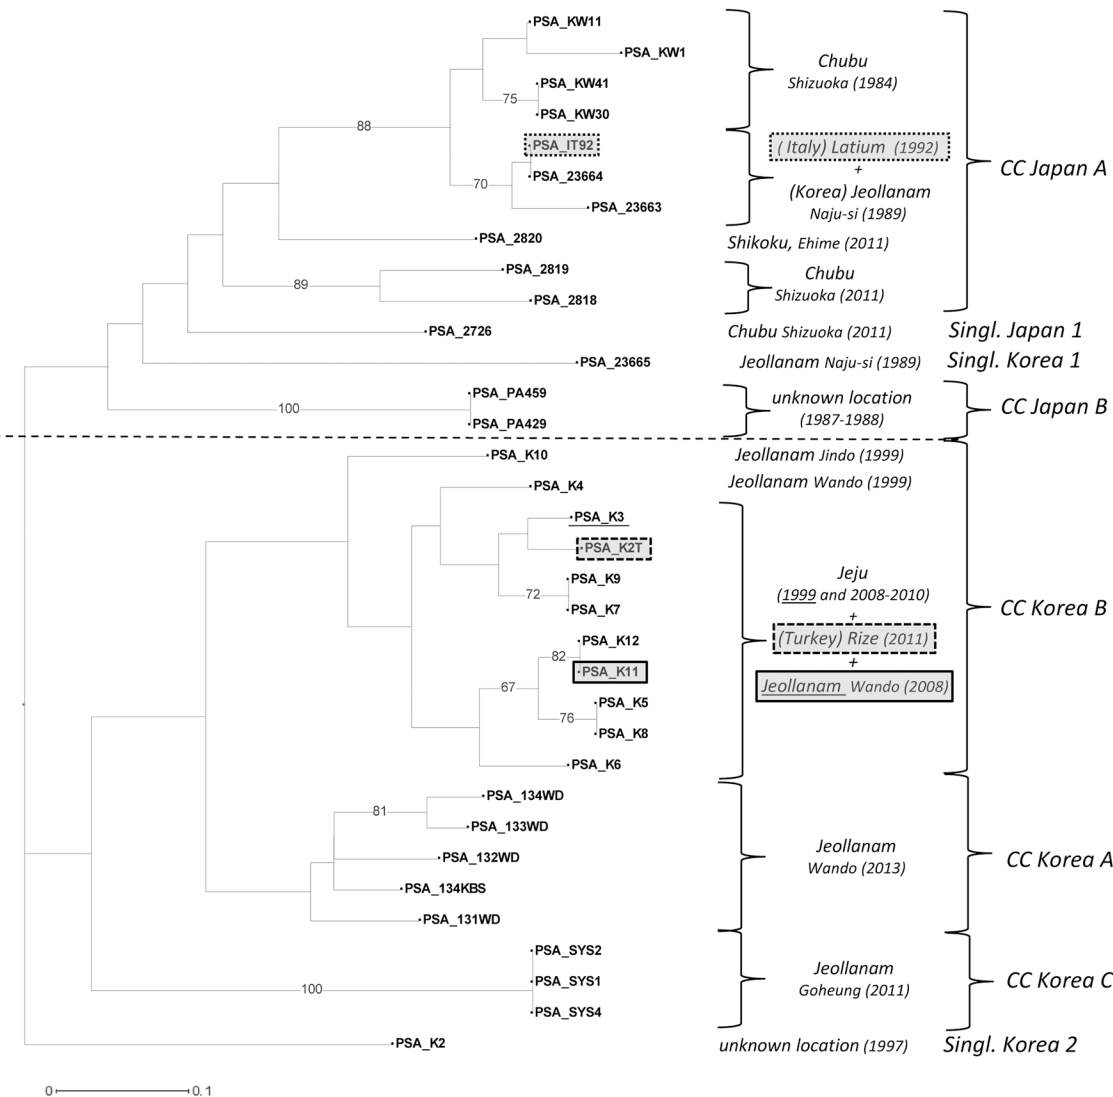 PSA_KW11
PSA_KW1
Chubu
Shizuoka (1984)
PSA_KW41
75
PSA_KW30
88
PSA_IT92
( Italy) Latium (1992)
+
CC Japan A
PSA_23664
70
(Korea) Jeollanam
Naju-si (1989)
PSA_23663
PSA_2820
Shikoku, Ehime (2011)
PSA_2819
89
Chubu
Shizuoka (2011)
PSA_2818
PSA_2726
Chubu Shizuoka (2011)
Singl. Japan 1
PSA_23665
Jeollanam Naju-si (1989)
Singl. Korea 1
PSA_PA459
100
unknown location
(1987-1988)
CC Japan B
PSA_PA429
PSA_K10
Jeollanam Jindo (1999)
PSA_K4
Jeollanam Wando (1999)
PSA_K3
PSA_K2T
PSA_K9
72
PSA_K7
Jeju
(1999 and 2008-2010)
+
(Turkey) Rize (2011)
+
Jeollanam Wando (2008)
CC Korea B
PSA_K12
82
PSA_K11
67
PSA_K5
76
PSA_K8
PSA_K6
PSA_134WD
81
PSA_133WD
PSA_132WD
Jeollanam
Wando (2013)
CC Korea A
PSA_134KBS
PSA_131WD
PSA_SYS2
100
PSA_SYS1
Jeollanam
Goheung (2011)
CC Korea C
PSA_SYS4
PSA_K2
unknown location (1997)
Singl. Korea 2
0
0.1